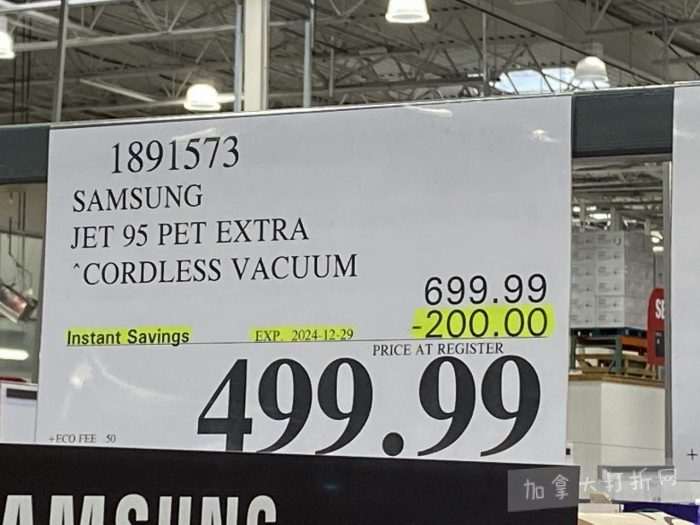 1891573
SAMSUNG
JET 95 PET EXTRA
^CORDLESS VACUUM
699.99
-200.00
Instant Savings EXP. 2024-12-29
PRICE AT REGISTER
499.99
+ECO FEE 50
SAMSUNG
加拿大打折网